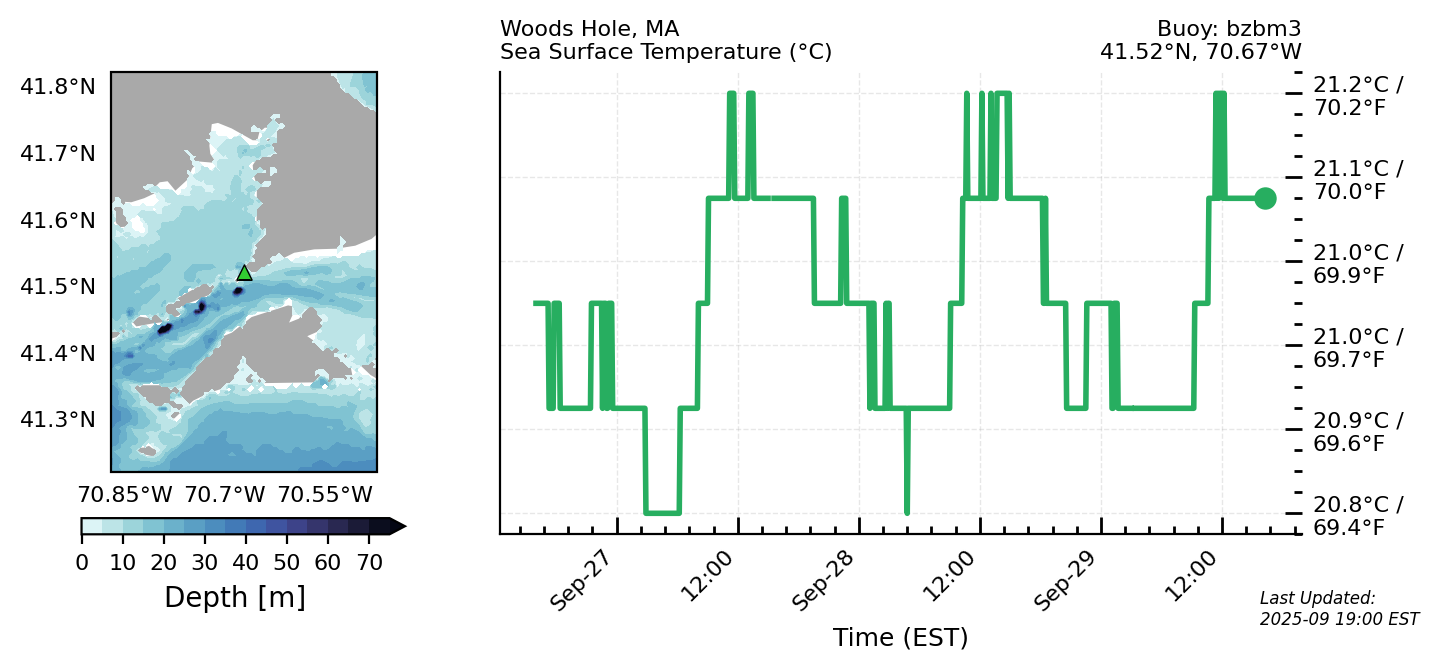 Woods Hole, MA
Sea Surface Temperature (°C)
Buoy: bzbm3
41.52°N, 70.67°W
41.8°N
41.7°N
41.6°N
41.5°N
41.4°N
41.3°N
70.85°W 70.7°W 70.55°W
0 10 20 30 40 50 60 70
Depth [m]
21.2°C /
70.2°F
21.1°C /
70.0°F
21.0°C /
69.9°F
21.0°C /
69.7°F
20.9°C /
69.6°F
20.8°C /
69.4°F
Sep-27
12:00
Sep-28
12:00
Sep-29
12:00
Time (EST)
Last Updated:
2025-09 19:00 EST